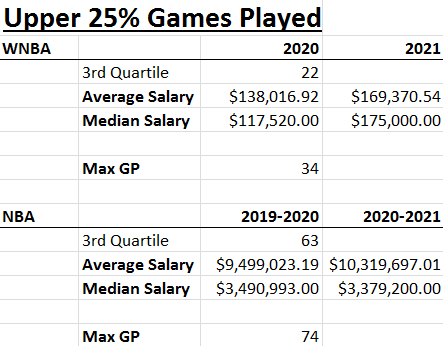 Upper 25% Games Played
WNBA 2020 2021
3rd Quartile 22
Average Salary $138,016.92 $169,370.54
Median Salary $117,520.00 $175,000.00
Max GP 34
NBA 2019-2020 2020-2021
3rd Quartile 63
Average Salary $9,499,023.19 $10,319,697.01
Median Salary $3,490,993.00 $3,379,200.00
Max GP 74